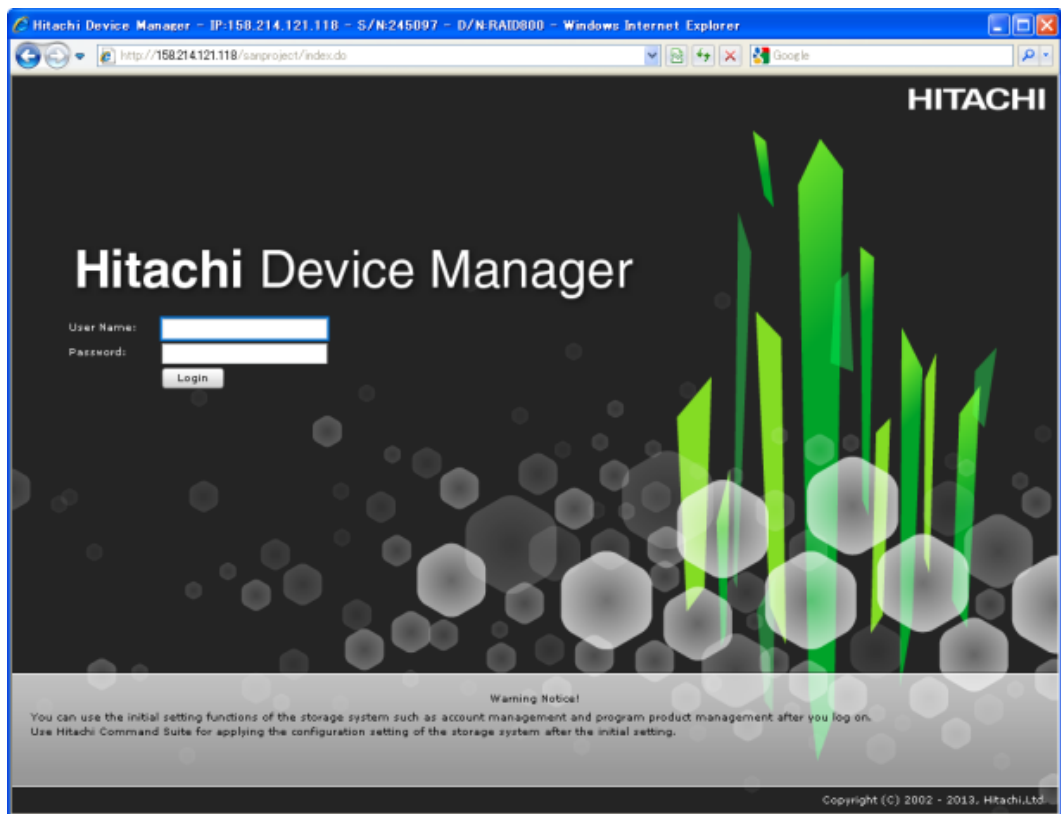 Hitachi Device Manager - IP:158.214.121.118 - S/N:245097 - D/N:RAID800 - Windows Internet Explorer
http://158.214.121.118/sanproject/index.do
Google
HITACHI
Hitachi Device Manager
User Name:
Password:
Login
Warning Notice!
You can use the initial setting functions of the storage system such as account management and program product management after you log on.
Use Hitachi Command Suite for applying the configuration setting of the storage system after the initial setting.
Copyright (C) 2002 - 2013, Hitachi,Ltd